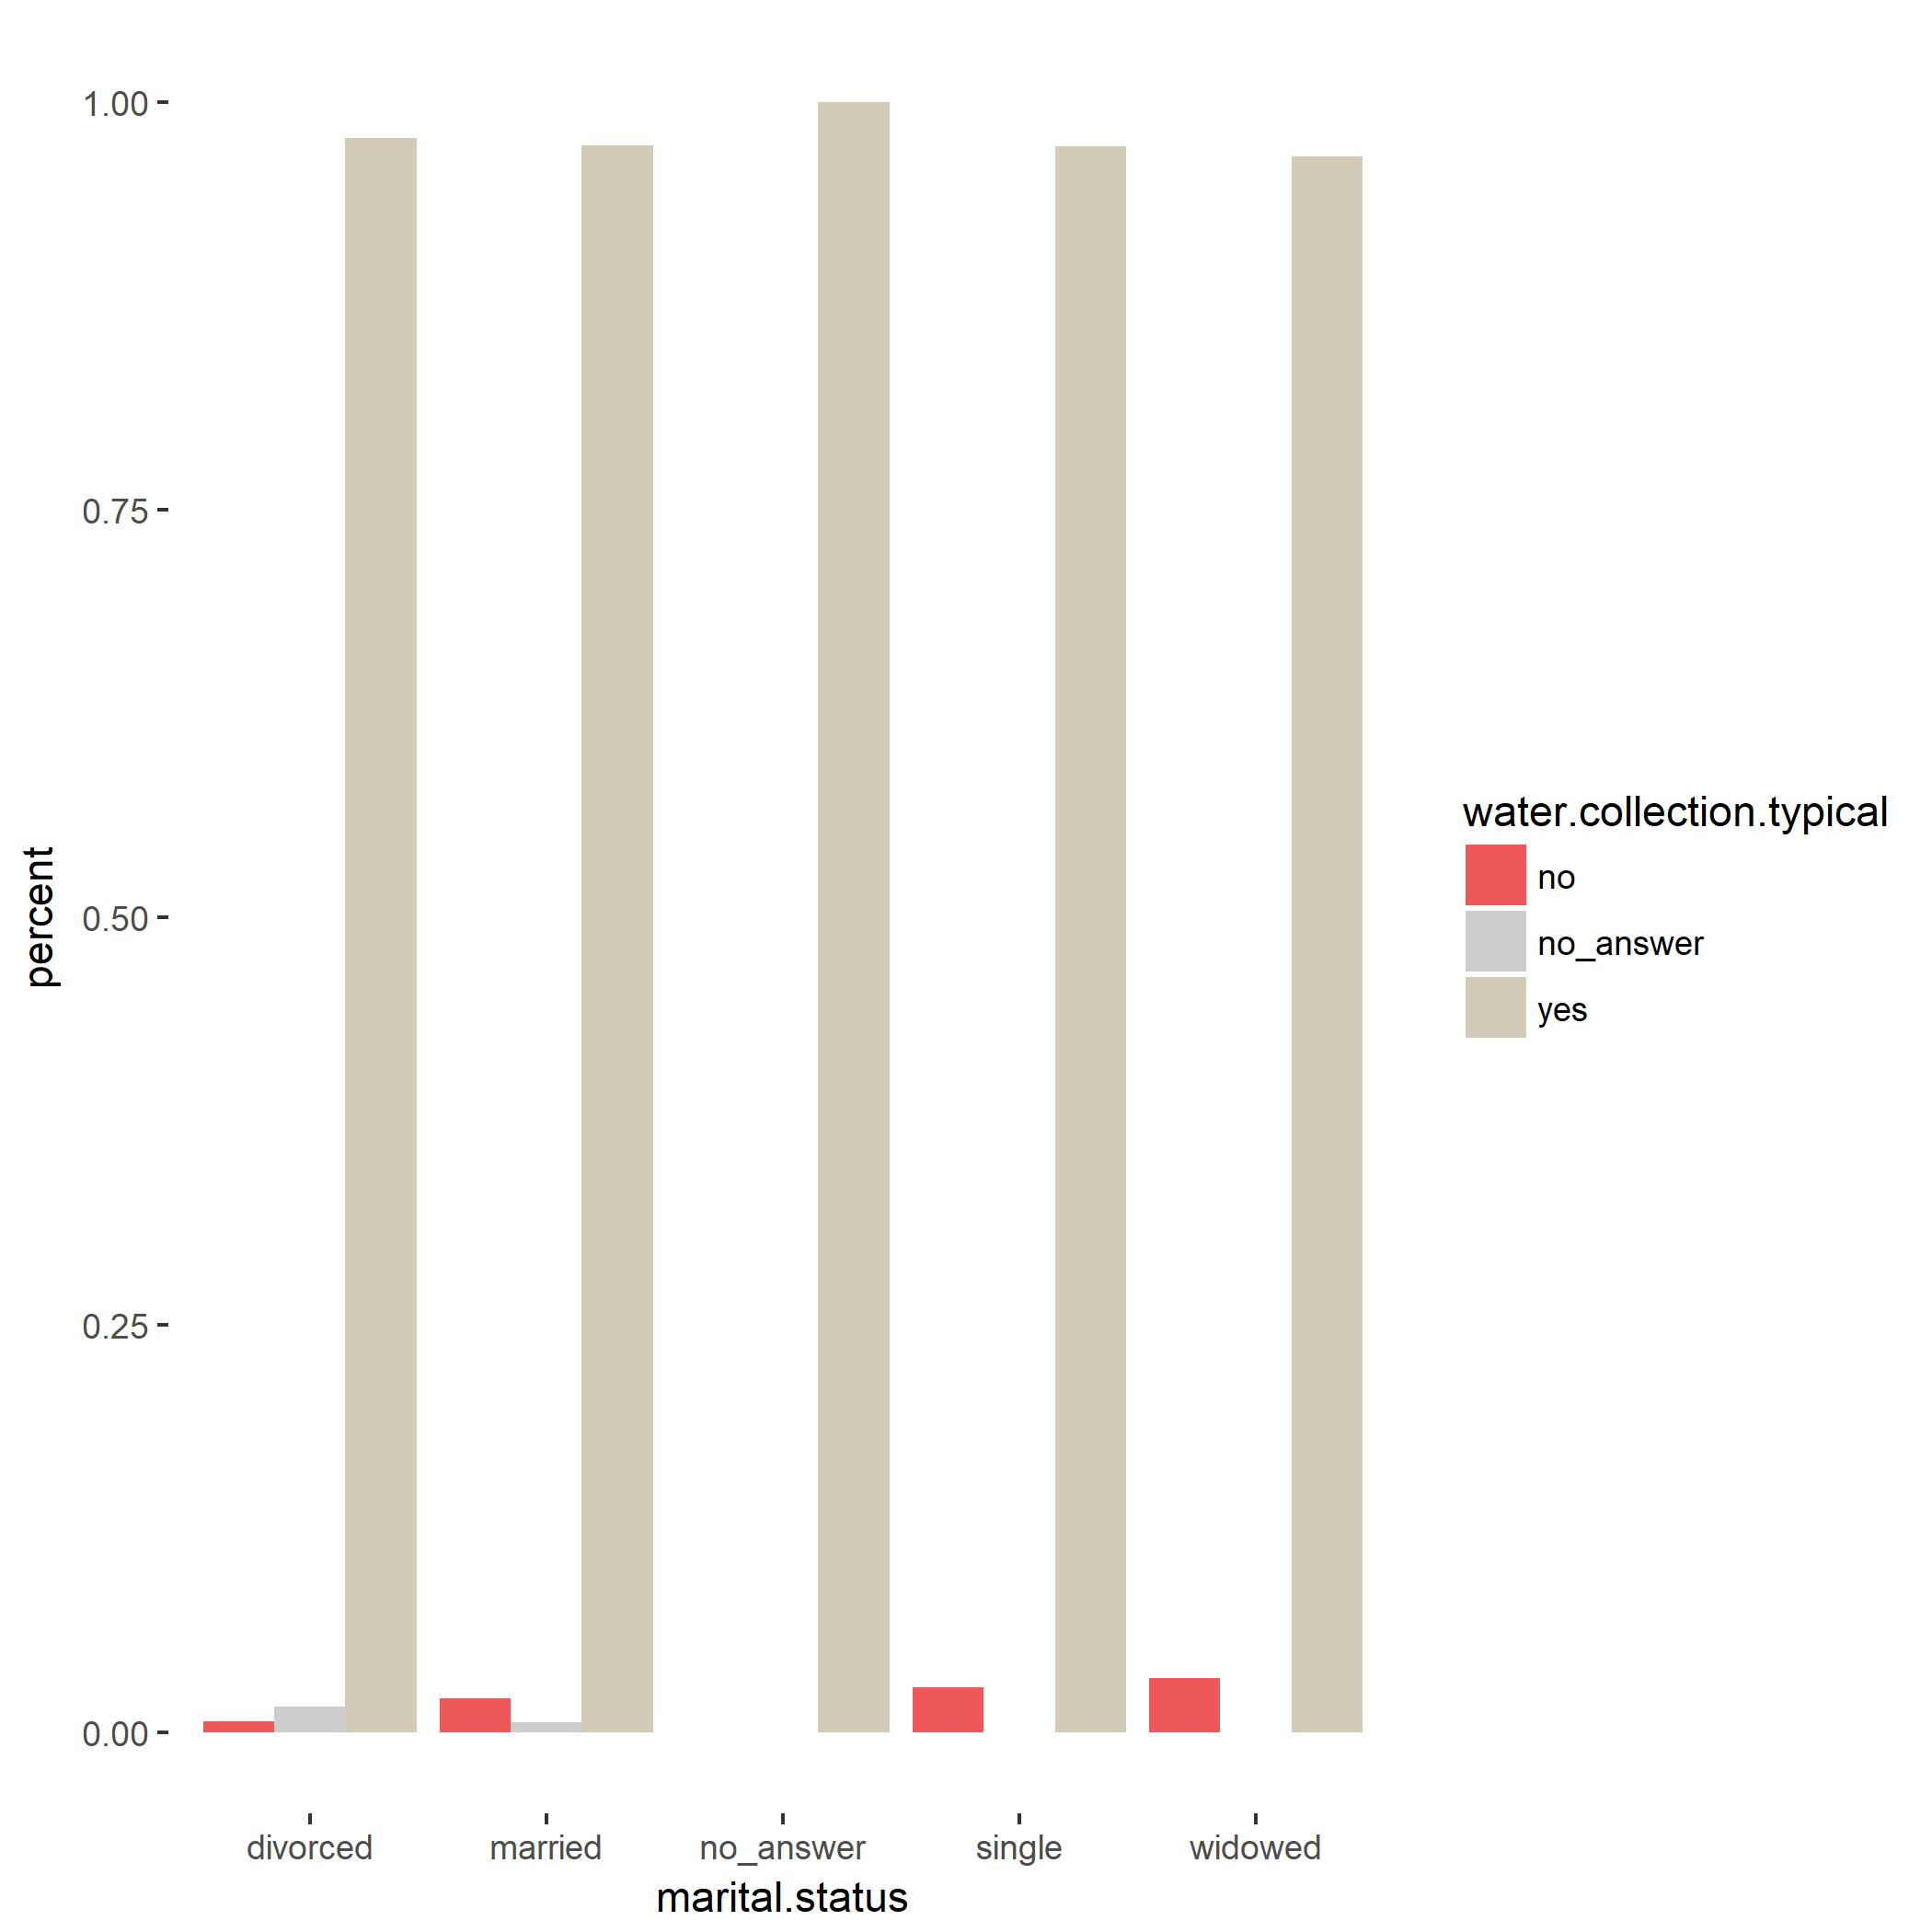 1.00
0.75
0.50
0.25
0.00
percent
divorced married no_answer single widowed
marital.status
water.collection.typical
no
no_answer
yes